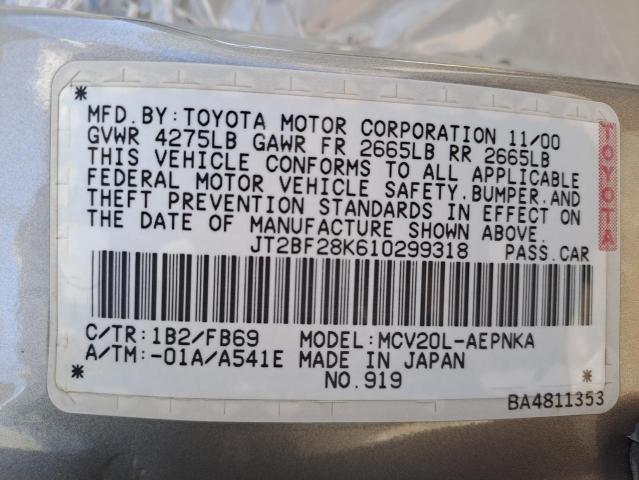 MFD.BY:TOYOTA MOTOR CORPORATION 11/00
GVWR 4275LB GAWR FR 2665LB RR 2665LB
THIS VEHICLE CONFORMS TO ALL APPLICABLE
FEDERAL MOTOR VEHICLE SAFETY,BUMPER,AND
THEFT PREVENTION STANDARDS IN EFFECT ON
THE DATE OF MANUFACTURE SHOWN ABOVE.
JT2BF28K610299318 PASS.CAR
TOYOTA
C/TR:1B2/FB69 MODEL:MCV20L-AEPNKA
A/TM:-01A/A541E MADE IN JAPAN
NO.919
BA4811353